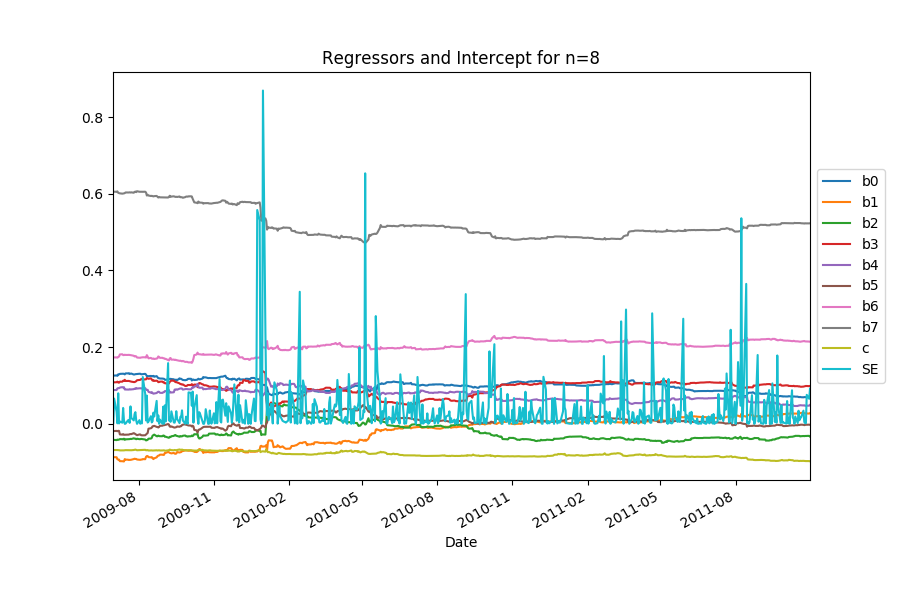 Regressors and Intercept for n=8
0.8
0.6
0.4
0.2
0.0
2009-08
2009-11
2010-02
2010-05
2010-08
2010-11
2011-02
2011-05
2011-08
Date
b0
b1
b2
b3
b4
b5
b6
b7
c
SE